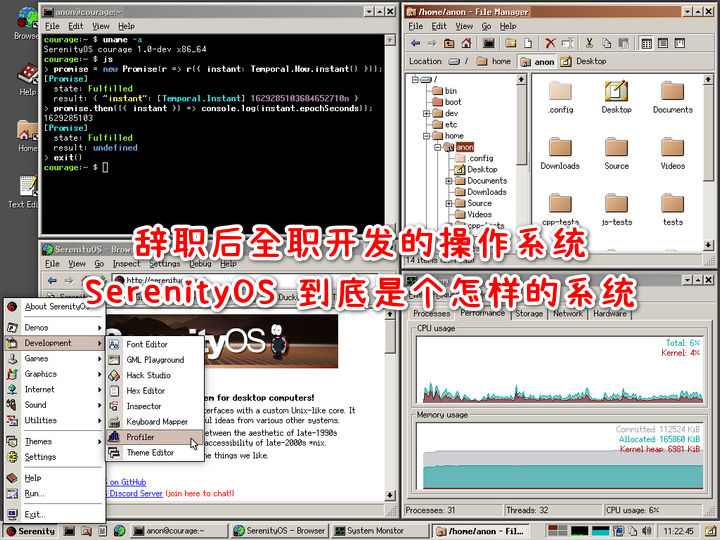 anon@courage:~
File Edit View Help
courage:~ $ uname -a
SerenityOS courage 1.0-dev x86_64
courage:~ $ js
> promise = new Promise(r => r({ instant: Temporal.Now.instant() }));
[Promise]
state: Fulfilled
result: { "instant": [Temporal.Instant] 1629285103684652710n }
> promise.then(({ instant }) => console.log(instant.epochSeconds));
1629285103
[Promise]
state: Fulfilled
result: undefined
> exit()
courage:~ $
Help
Home
/home/anon - File Manager
File Edit View Go Help
Location: / home anon Desktop
/
bin
boot
dev
etc
home
anon
.config
Desktop
Documents
Downloads
Source
Videos
cpp-tests
.config Desktop Documents
Downloads Source Videos
cpp-tests js-tests tests
辞职后全职开发的操作系统
SerenityOS 到底是个怎样的系统
File View Go Inspect Settings Debug Help
em for desktop computers!
terfaces with a custom Unix-like core. It
ful ideas from various other systems.
between the aesthetic of late-1990s
accessibility of late-2000s *nix.
the things we like.
on GitHub
Discord Server (join here to chat!)
About SerenityOS
Demos
Development
Games
Graphics
Internet
Sound
Utilities
Themes
Settings
Help
Run...
Exit...
Font Editor
GML Playground
Hack Studio
Hex Editor
Inspector
Keyboard Mapper
Profiler
Theme Editor
Processes Performance Storage Network Hardware
CPU usage
Total: 6%
Kernel: 4%
Memory usage
Committed: 112524 KiB
Allocated: 165860 KiB
Kernel heap: 6981 KiB
Processes: 31 Threads: 32 CPU usage: 6%
Serenity anon@courage:~ SerenityOS - Browser System Monitor /home/anon - Fil... 11:22:45